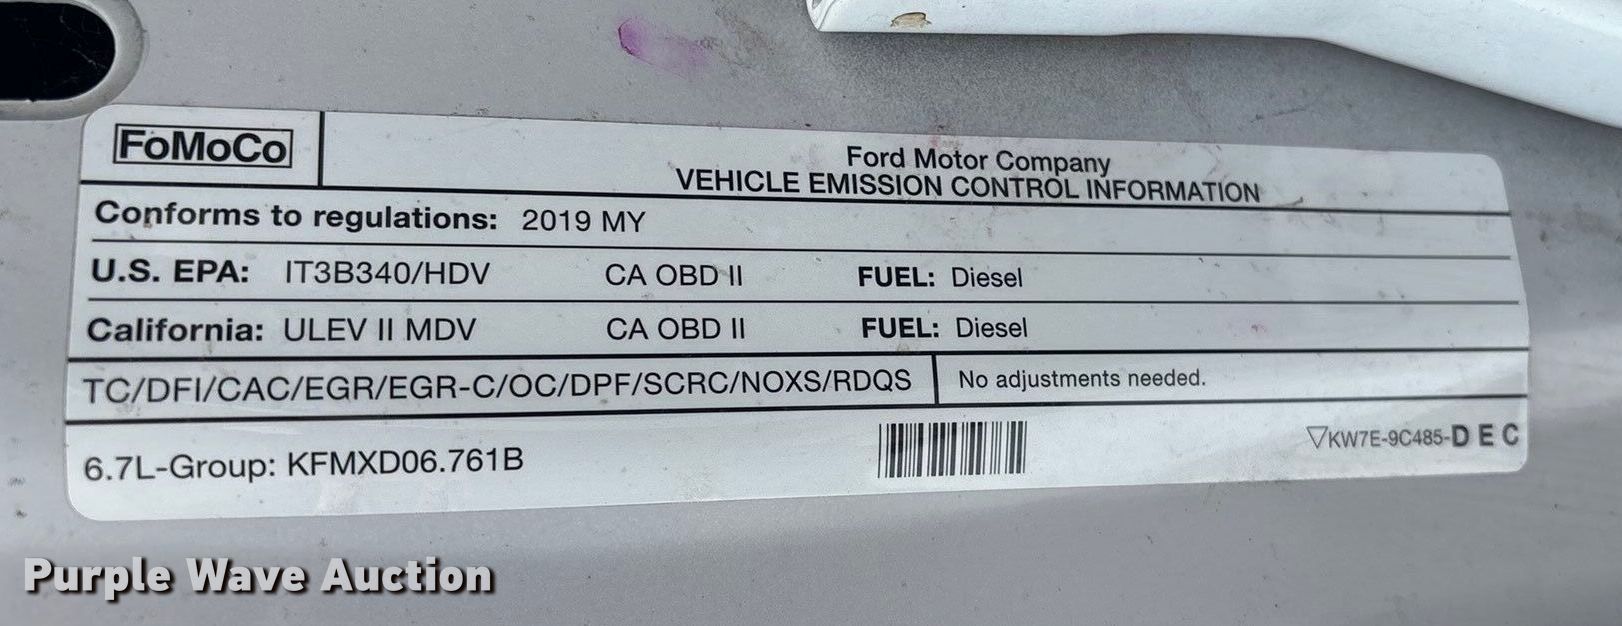 FoMoCo
Ford Motor Company
VEHICLE EMISSION CONTROL INFORMATION
Conforms to regulations: 2019 MY
U.S. EPA: IT3B340/HDV CA OBD II FUEL: Diesel
California: ULEV II MDV CA OBD II FUEL: Diesel
TC/DFI/CAC/EGR/EGR-C/OC/DPF/SCRC/NOXS/RDQS No adjustments needed.
6.7L-Group: KFMXD06.761B
▽KW7E-9C485-D E C
Purple Wave Auction